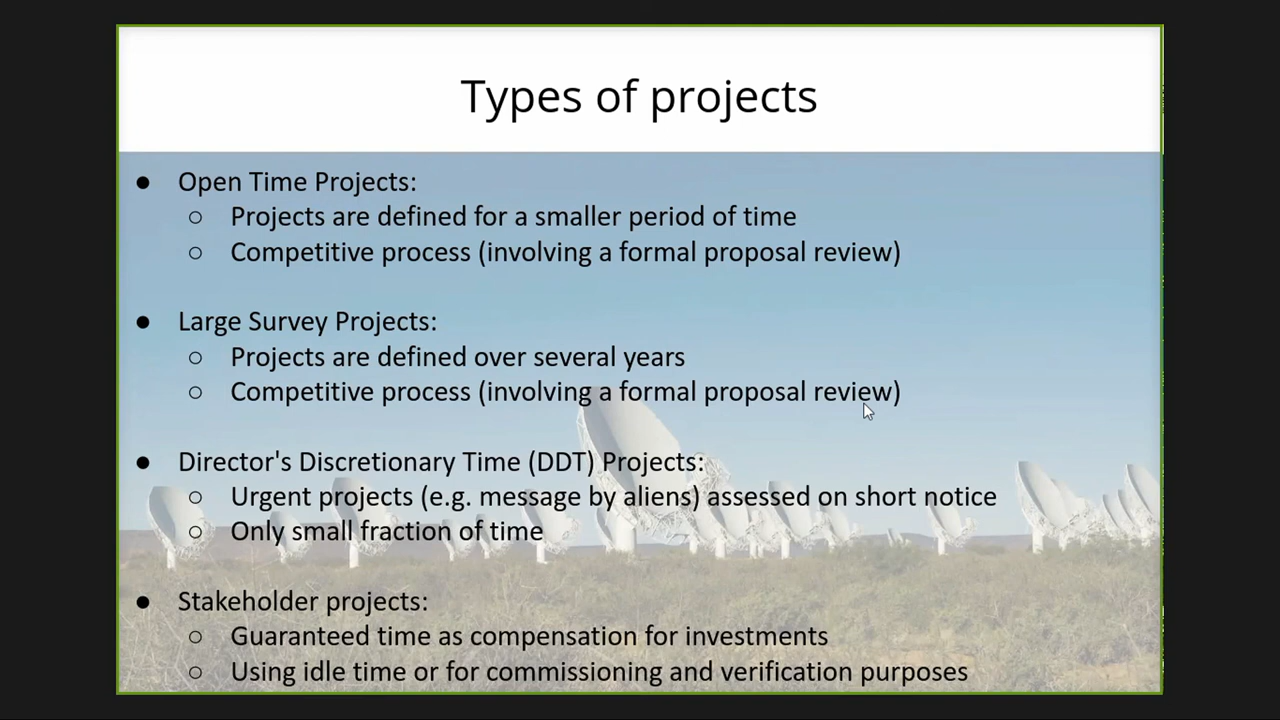 Types of projects
● Open Time Projects:
○ Projects are defined for a smaller period of time
○ Competitive process (involving a formal proposal review)
● Large Survey Projects:
○ Projects are defined over several years
○ Competitive process (involving a formal proposal review)
● Director's Discretionary Time (DDT) Projects:
○ Urgent projects (e.g. message by aliens) assessed on short notice
○ Only small fraction of time
● Stakeholder projects:
○ Guaranteed time as compensation for investments
○ Using idle time or for commissioning and verification purposes